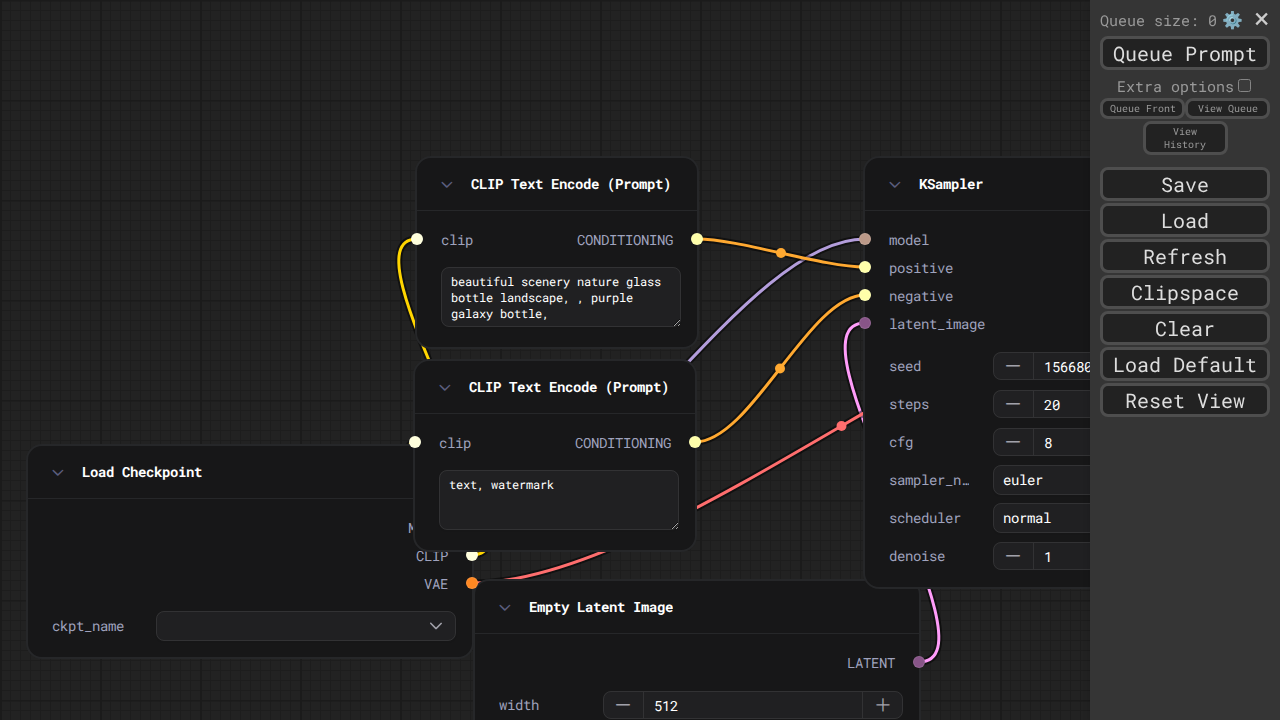 Queue size: 0
Queue Prompt
Extra options
Queue Front
View Queue
View
History
Save
Load
Refresh
Clipspace
Clear
Load Default
Reset View
CLIP Text Encode (Prompt)
clip
CONDITIONING
beautiful scenery nature glass
bottle landscape, , purple
galaxy bottle,
CLIP Text Encode (Prompt)
clip
CONDITIONING
text, watermark
KSampler
model
positive
negative
latent_image
seed
156680
steps
20
cfg
8
sampler_n…
euler
scheduler
normal
denoise
1
Load Checkpoint
CLIP
VAE
ckpt_name
Empty Latent Image
LATENT
width
512